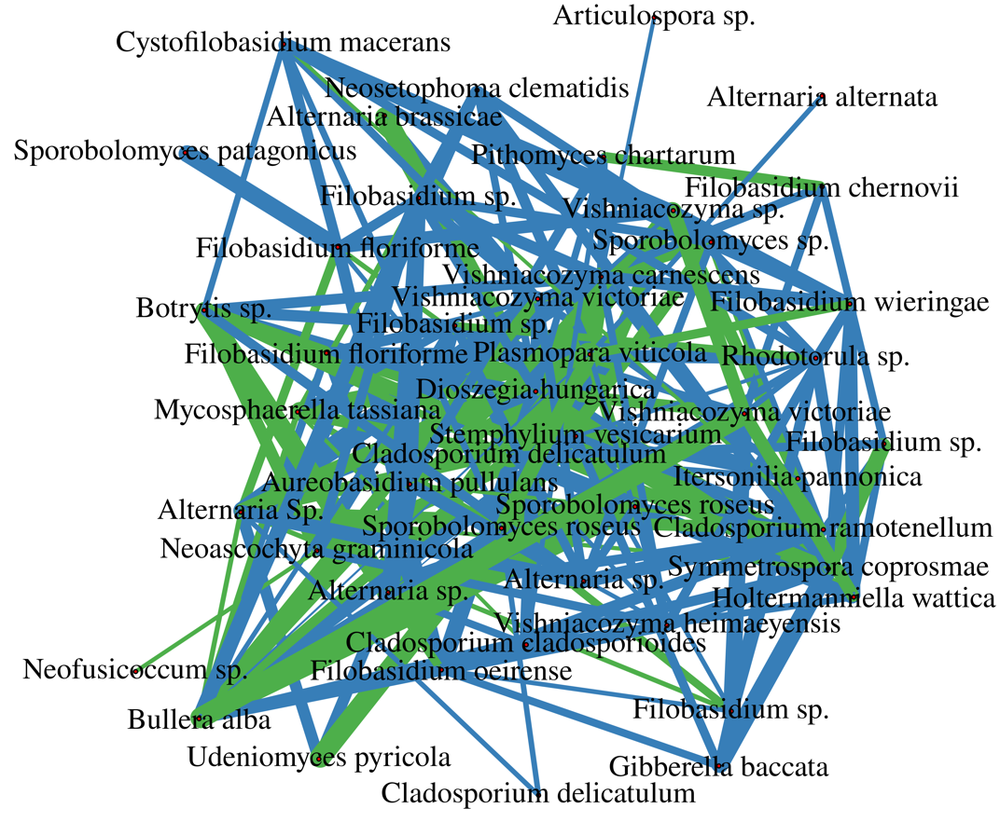 Articulospora sp.
Cystofilobasidium macerans
Neosetophoma clematidis
Alternaria alternata
Alternaria brassicae
Sporobolomyces patagonicus
Pithomyces chartarum
Filobasidium chernovii
Filobasidium sp.
Vishniacozyma sp.
Sporobolomyces sp.
Filobasidium floriforme
Vishniacozyma carnescens
Vishniacozyma victoriae
Filobasidium wieringae
Botrytis sp.
Filobasidium sp.
Filobasidium floriforme
Plasmopara viticola
Rhodotorula sp.
Dioszegia hungarica
Mycosphaerella tassiana
Vishniacozyma victoriae
Stemphylium vesicarium
Filobasidium sp.
Cladosporium delicatulum
Itersonilia pannonica
Aureobasidium pullulans
Sporobolomyces roseus
Alternaria Sp.
Sporobolomyces roseus
Cladosporium ramotenellum
Neoascochyta graminicola
Symmetrospora coprosmae
Alternaria sp.
Alternaria sp.
Holtermanniella wattica
Vishniacozyma heimaeyensis
Cladosporium cladosporioides
Neofusicoccum sp.
Filobasidium oeirense
Filobasidium sp.
Bullera alba
Udeniomyces pyricola
Gibberella baccata
Cladosporium delicatulum